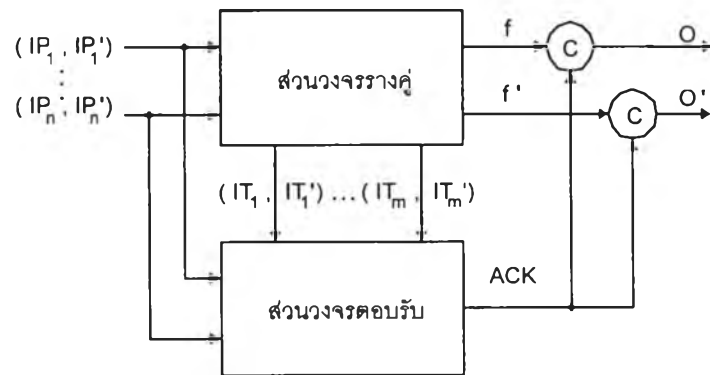 f
C
O
( IP₁ , IP₁')
ส่วนวงจรรางคู่
f '
C
O '
( IPₙ , IPₙ')
( IT₁ , IT₁') ... ( ITₘ , ITₘ')
ACK
ส่วนวงจรตอบรับ